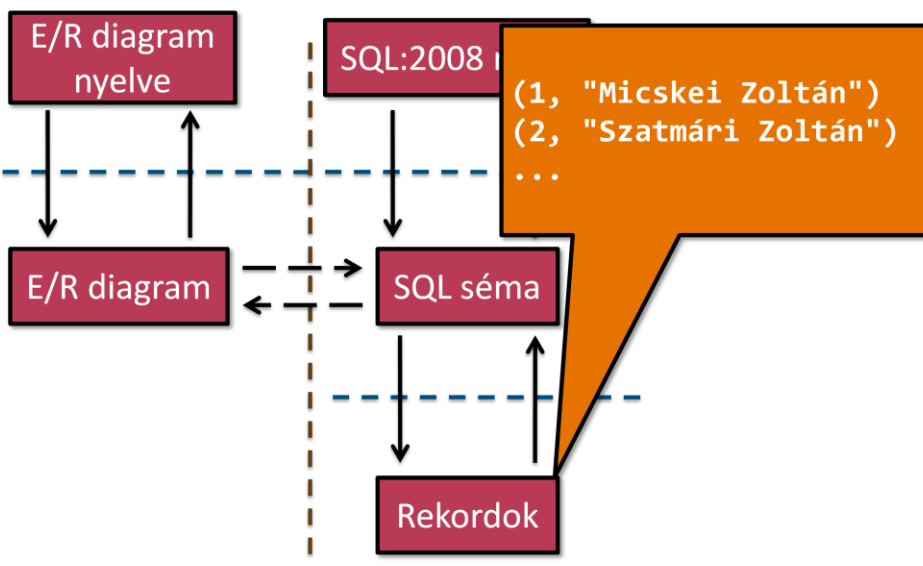 E/R diagram
nyelve
SQL:2008
(1, "Micskei Zoltán")
(2, "Szatmári Zoltán")
...
E/R diagram
SQL séma
Rekordok